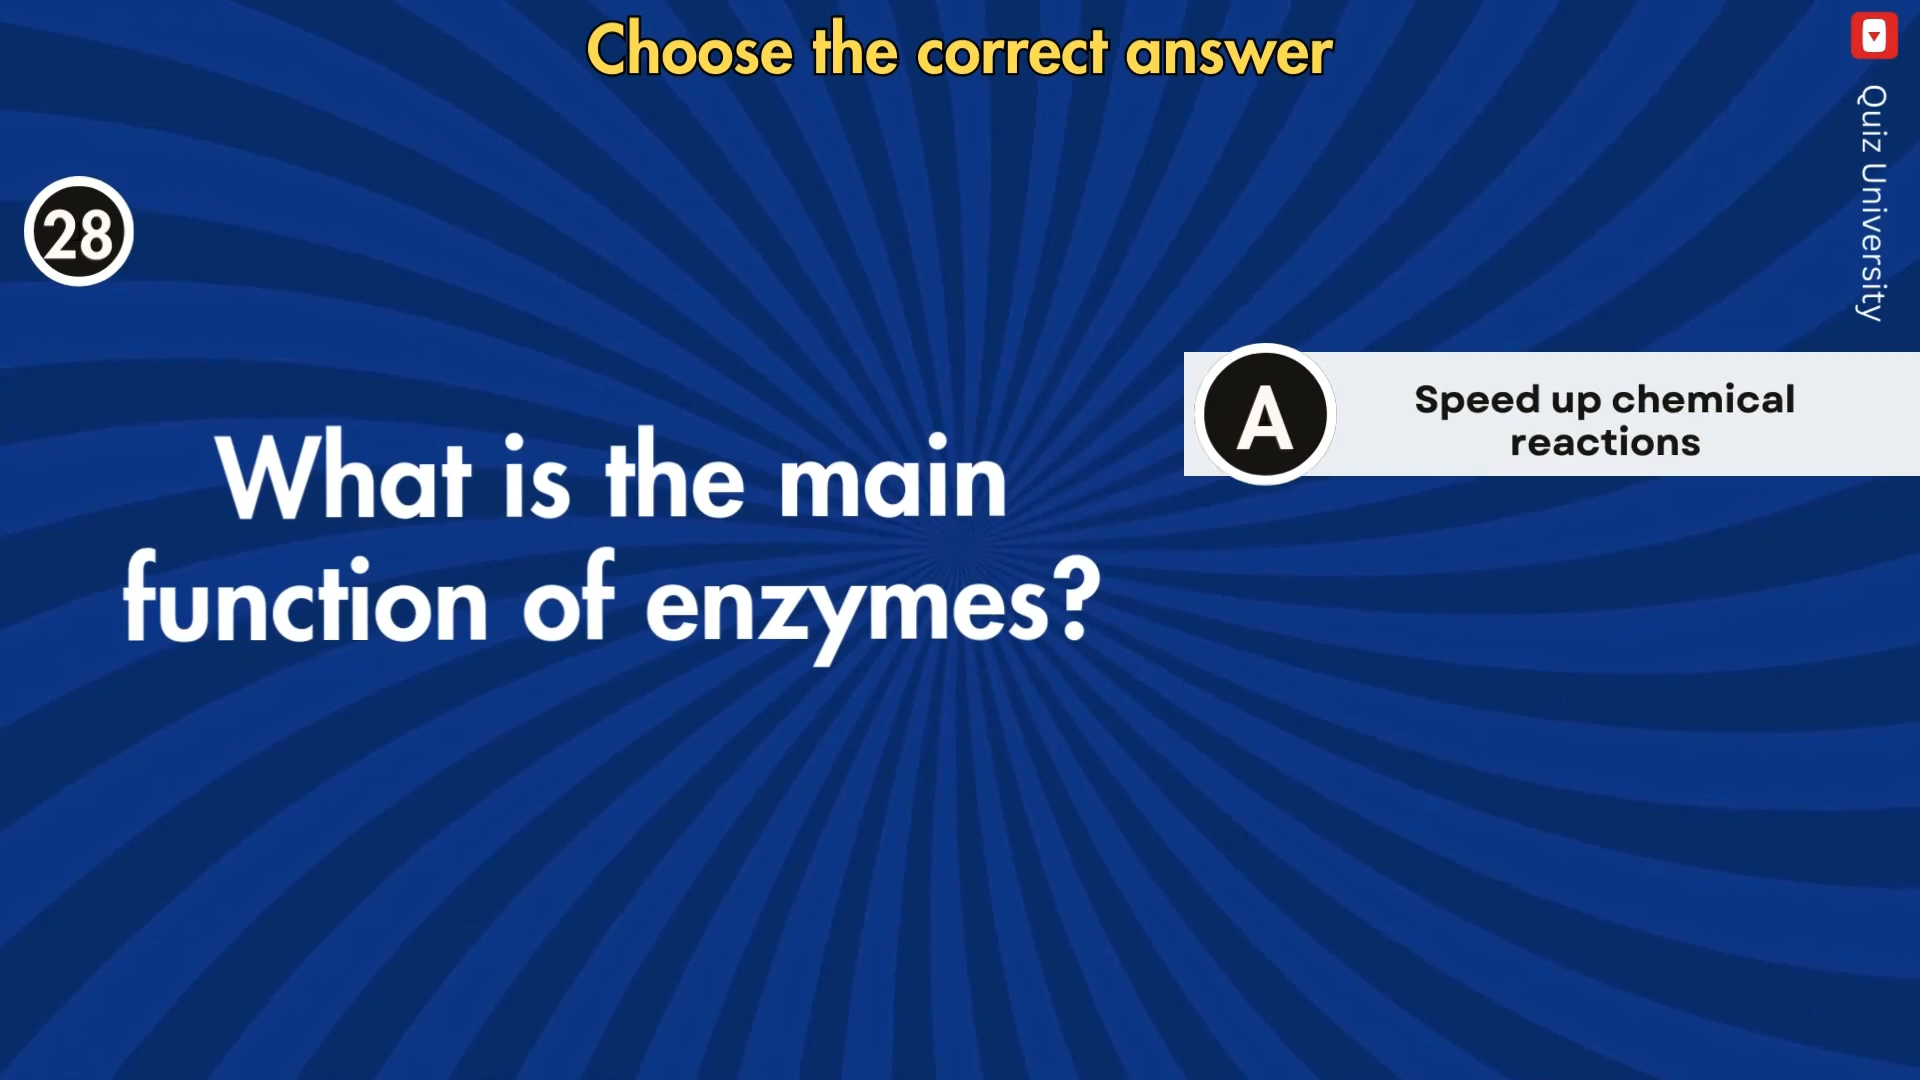 Choose the correct answer
Quiz University
28
What is the main
function of enzymes?
A
Speed up chemical
reactions